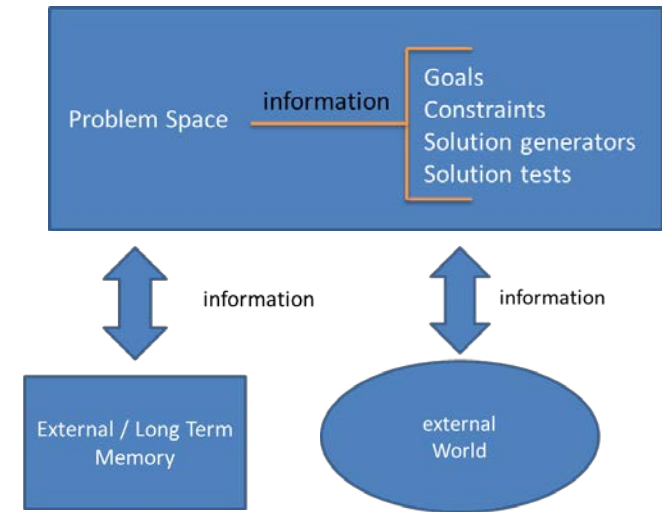 Problem Space
information
Goals
Constraints
Solution generators
Solution tests
information
information
External / Long Term
Memory
external
World